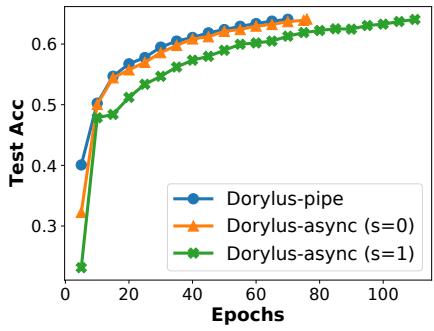 0.6
0.5
0.4
0.3
Test Acc
Dorylus-pipe
Dorylus-async (s=0)
Dorylus-async (s=1)
0 20 40 60 80 100
Epochs